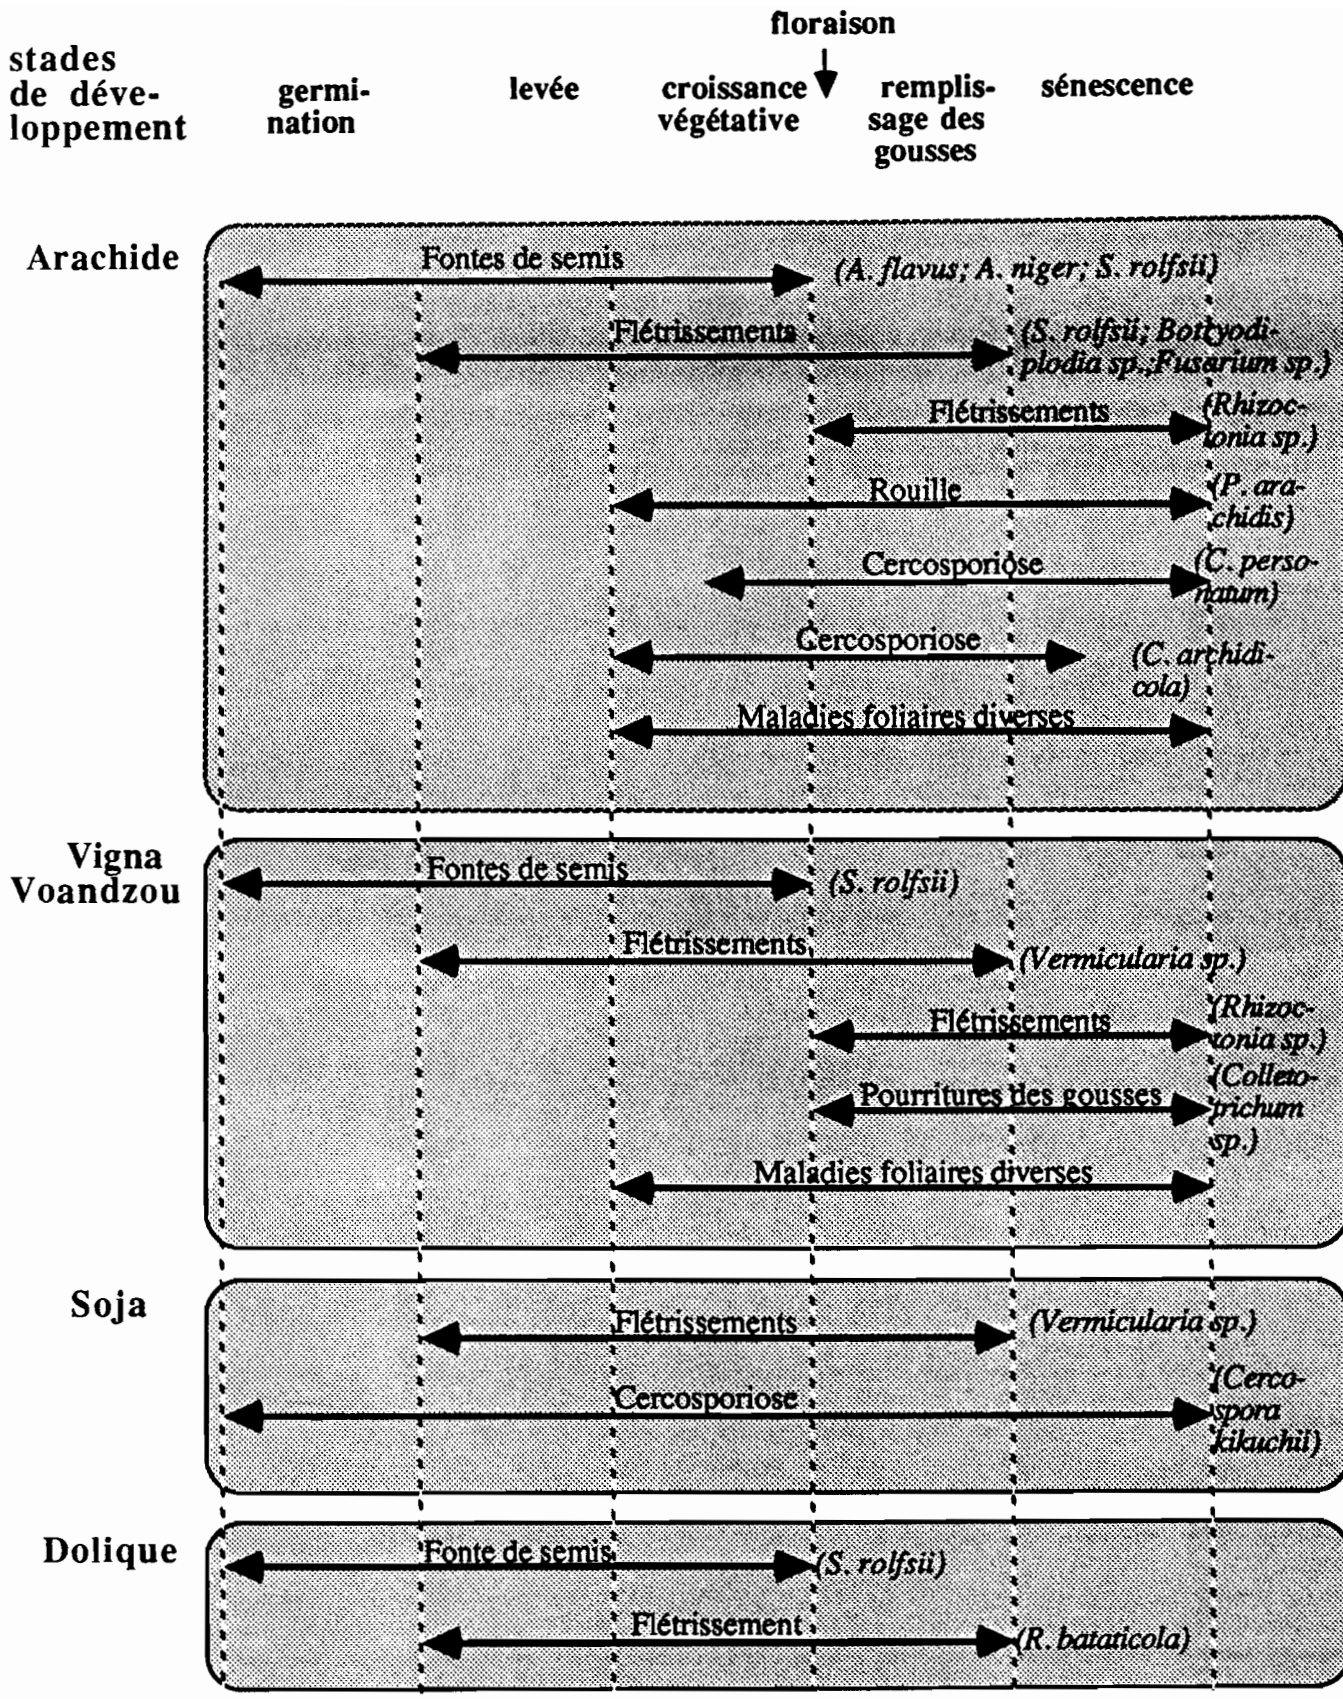 floraison
stades
de déve-
loppement
germi-
nation
levée
croissance
végétative
remplis-
sage des
gousses
sénescence
Arachide
Fontes de semis
(A. flavus; A. niger; S. rolfsii)
Flétrissements
(S. rolfsii; Botryodi-
plodia sp.;Fusarium sp.)
Flétrissements
(Rhizoc-
tonia sp.)
Rouille
(P. ara-
chidis)
Cercosporiose
(C. perso-
natum)
Cercosporiose
(C. archidi-
cola)
Maladies foliaires diverses
Vigna
Voandzou
Fontes de semis
(S. rolfsii)
Flétrissements
(Vermicularia sp.)
Flétrissements
(Rhizoc-
tonia sp.)
Pourritures des gousses
(Colleto-
trichum
sp.)
Maladies foliaires diverses
Soja
Flétrissements
(Vermicularia sp.)
Cercosporiose
(Cerco-
spora
kikuchil)
Dolique
Fonte de semis
(S. rolfsii)
Flétrissement
(R. bataticola)